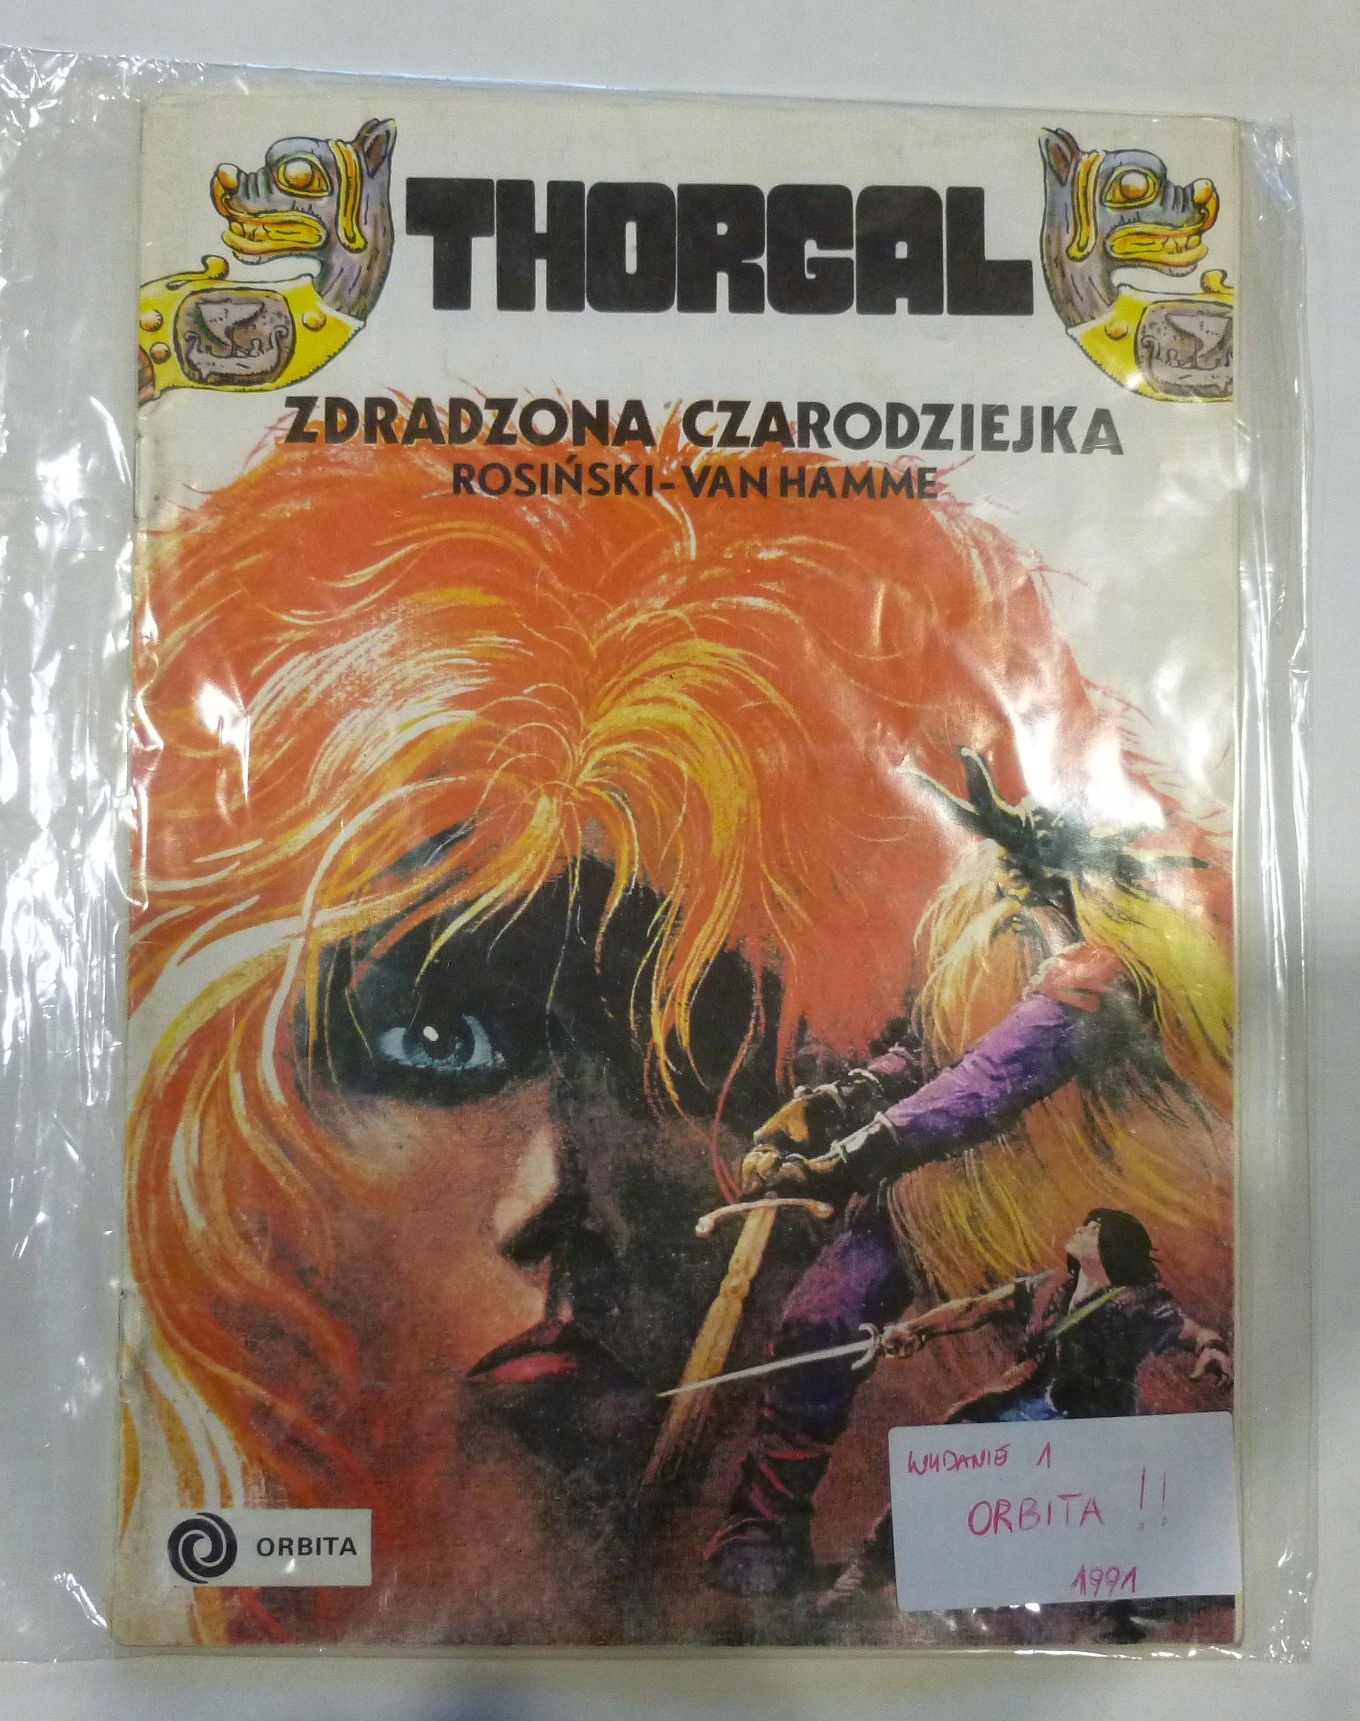 THORGAL
ZDRADZONA CZARODZIEJKA
ROSIŃSKI-VAN HAMME
WYDANIE 1
ORBITA !!
1991
ORBITA